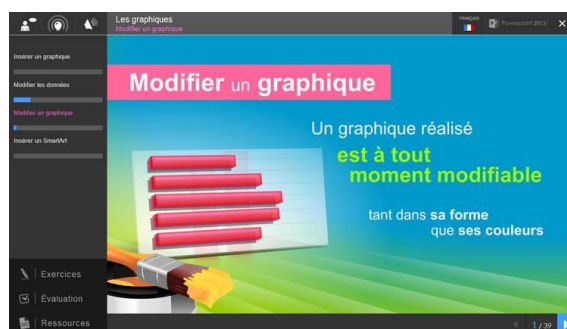 Les graphiques
Modifier un graphique
FRANÇAIS
Powerpoint 2013
Insérer un graphique
Modifier les données
Modifier un graphique
Insérer un SmartArt
Modifier un graphique
Un graphique réalisé
est à tout
moment modifiable
tant dans sa forme
que ses couleurs
Exercices
Évaluation
Ressources
1 / 39